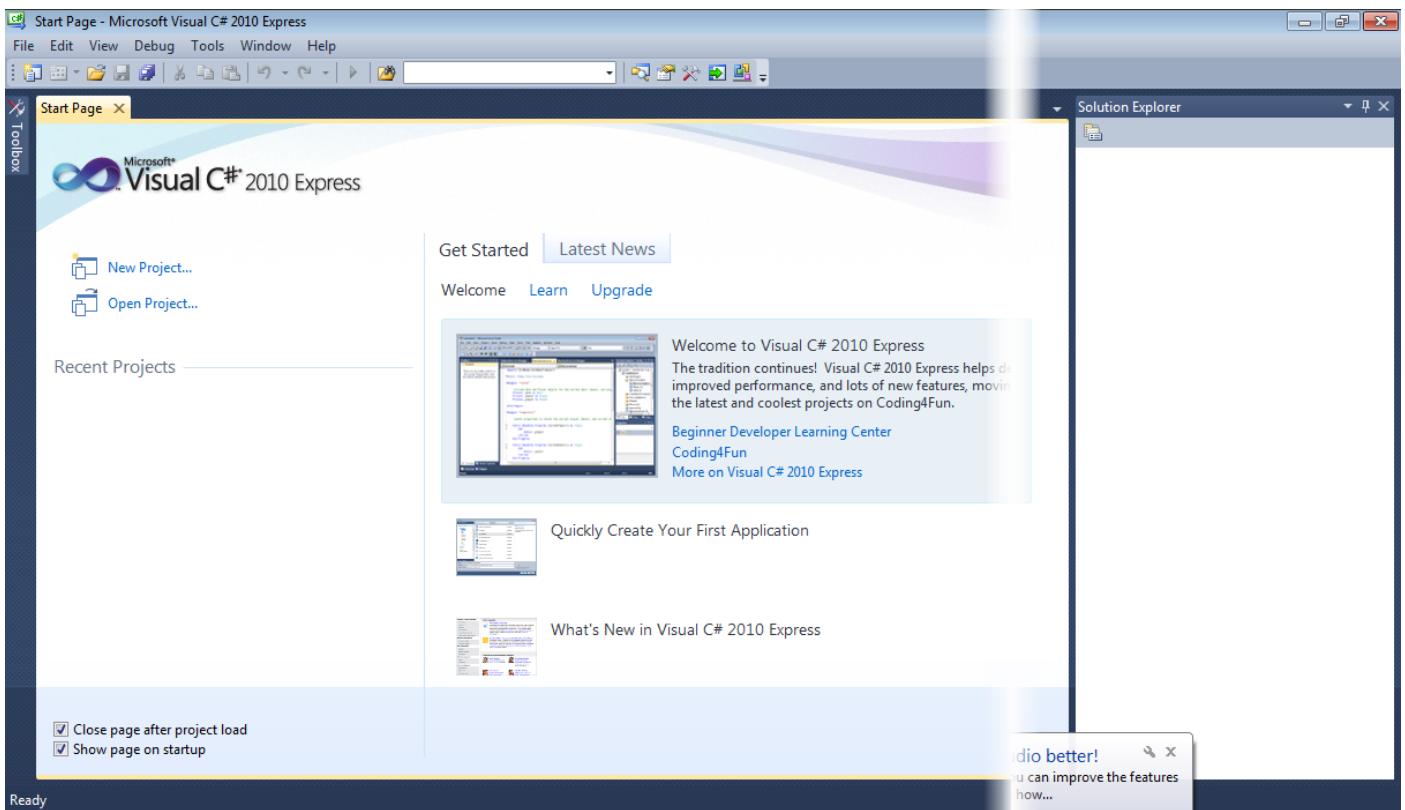 Start Page - Microsoft Visual C# 2010 Express
File Edit View Debug Tools Window Help
Toolbox
Start Page
Solution Explorer
Microsoft®
Visual C#® 2010 Express
New Project...
Open Project...
Recent Projects
Get Started Latest News
Welcome Learn Upgrade
Welcome to Visual C# 2010 Express
The tradition continues! Visual C# 2010 Express helps
improved performance, and lots of new features,
the latest and coolest projects on Coding4Fun.
Beginner Developer Learning Center
Coding4Fun
More on Visual C# 2010 Express
Quickly Create Your First Application
What's New in Visual C# 2010 Express
Close page after project load
Show page on startup
better!
can improve the features
how...
Ready